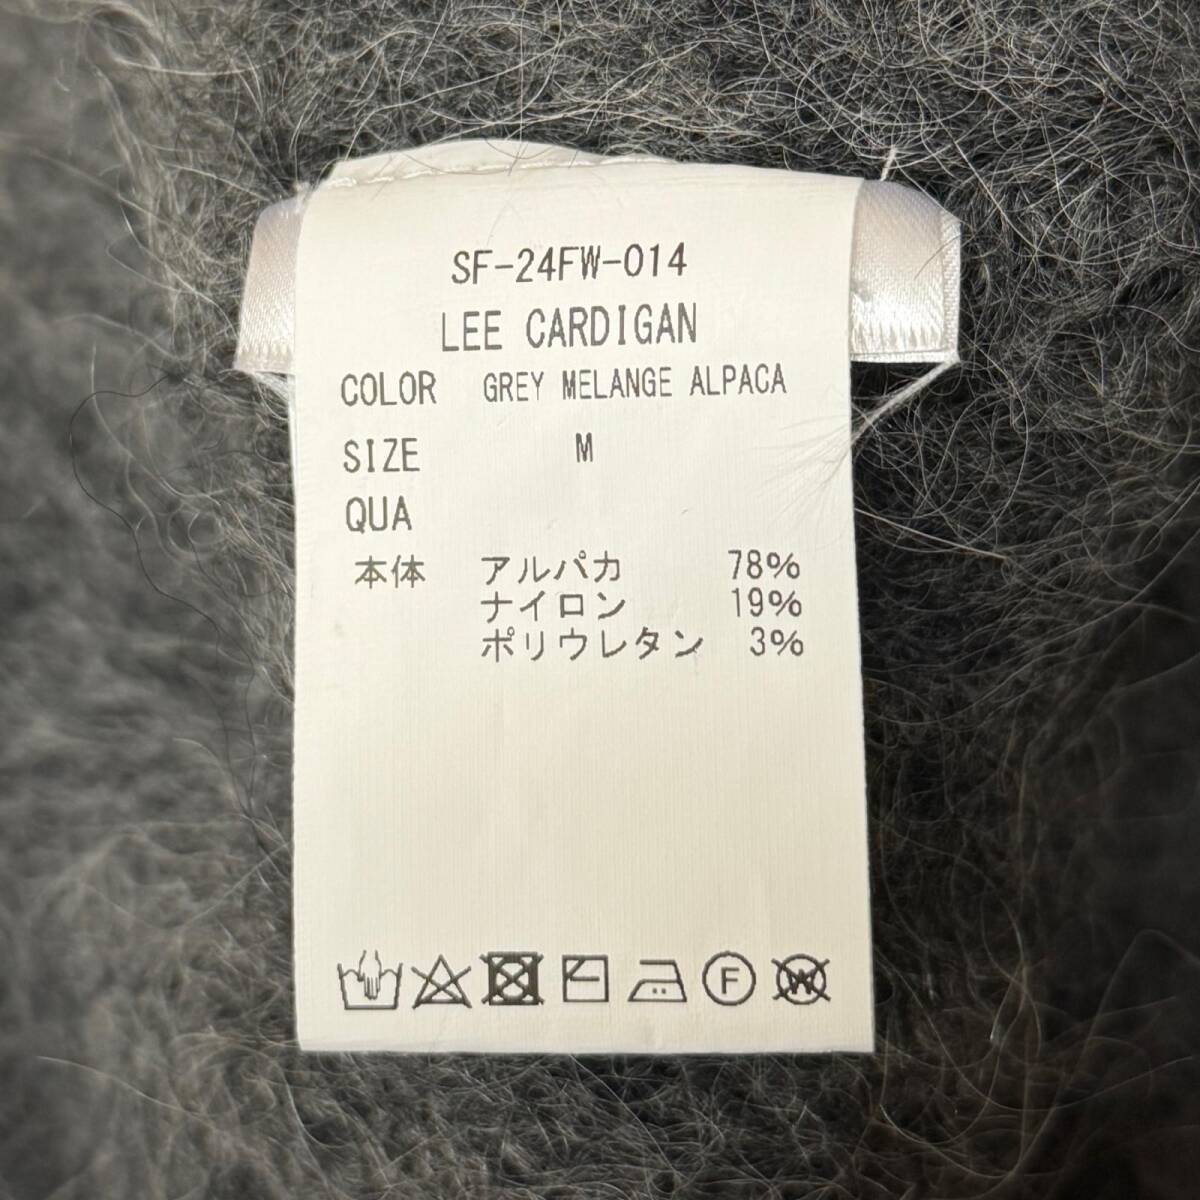 SF-24FW-014
LEE CARDIGAN
COLOR GREY MELANGE ALPACA
SIZE M
QUA
本体 アルパカ 78%
ナイロン 19%
ポリウレタン 3%
F W